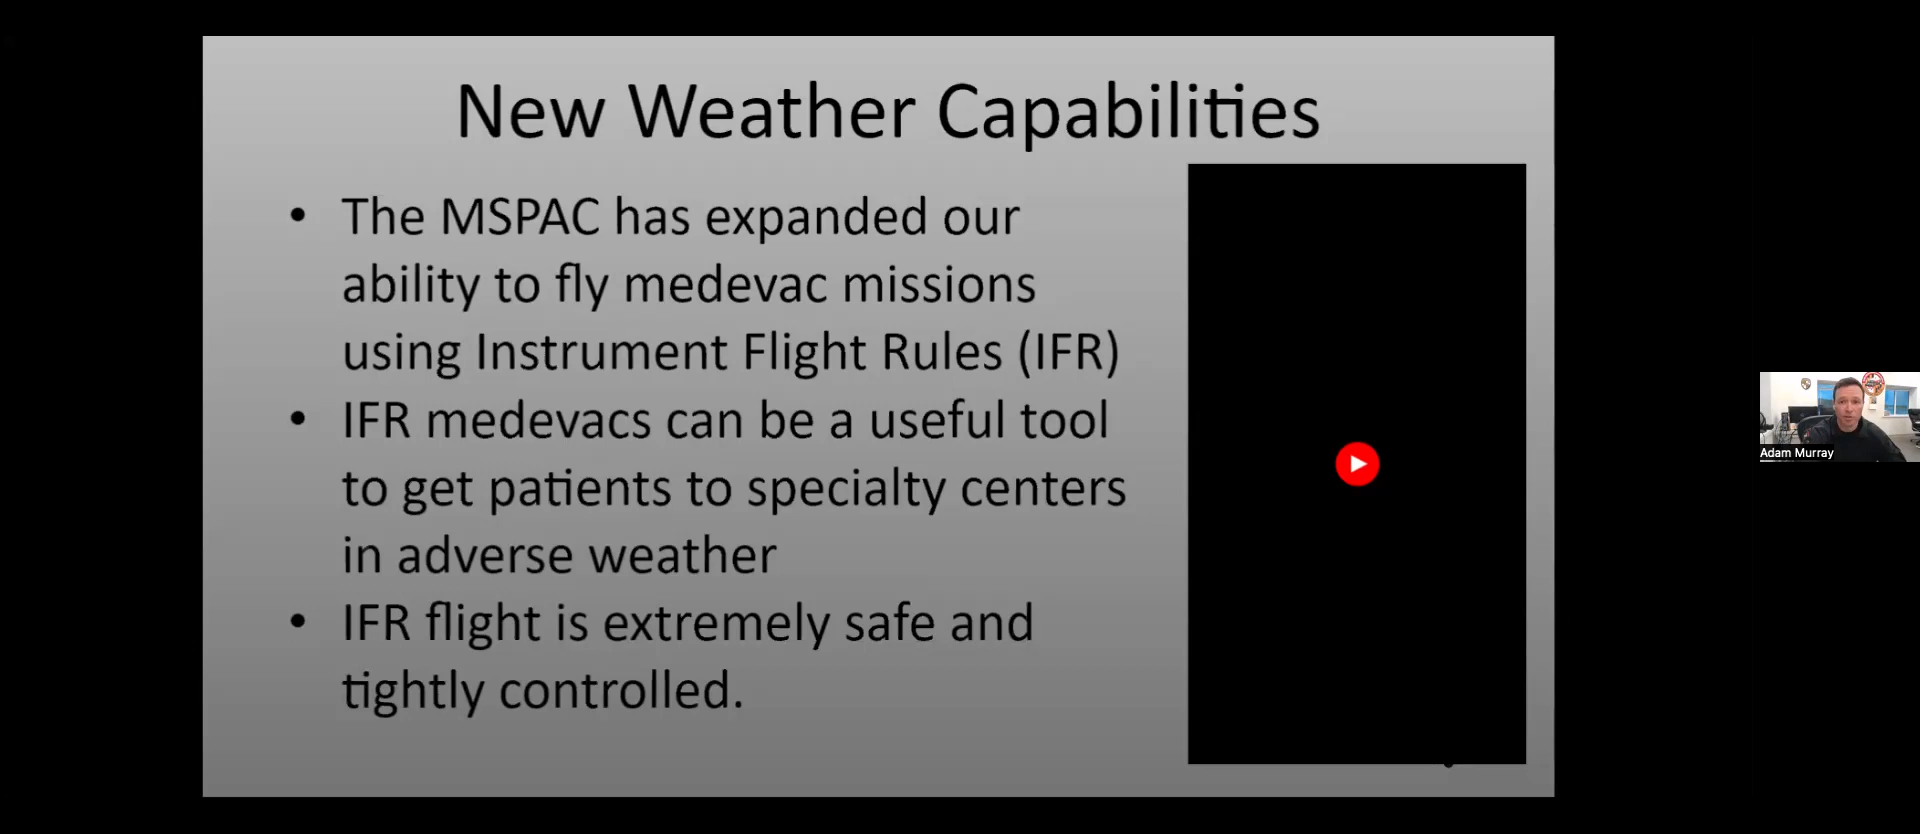 New Weather Capabilities
• The MSPAC has expanded our
ability to fly medevac missions
using Instrument Flight Rules (IFR)
• IFR medevacs can be a useful tool
to get patients to specialty centers
in adverse weather
• IFR flight is extremely safe and
tightly controlled.
Adam Murray